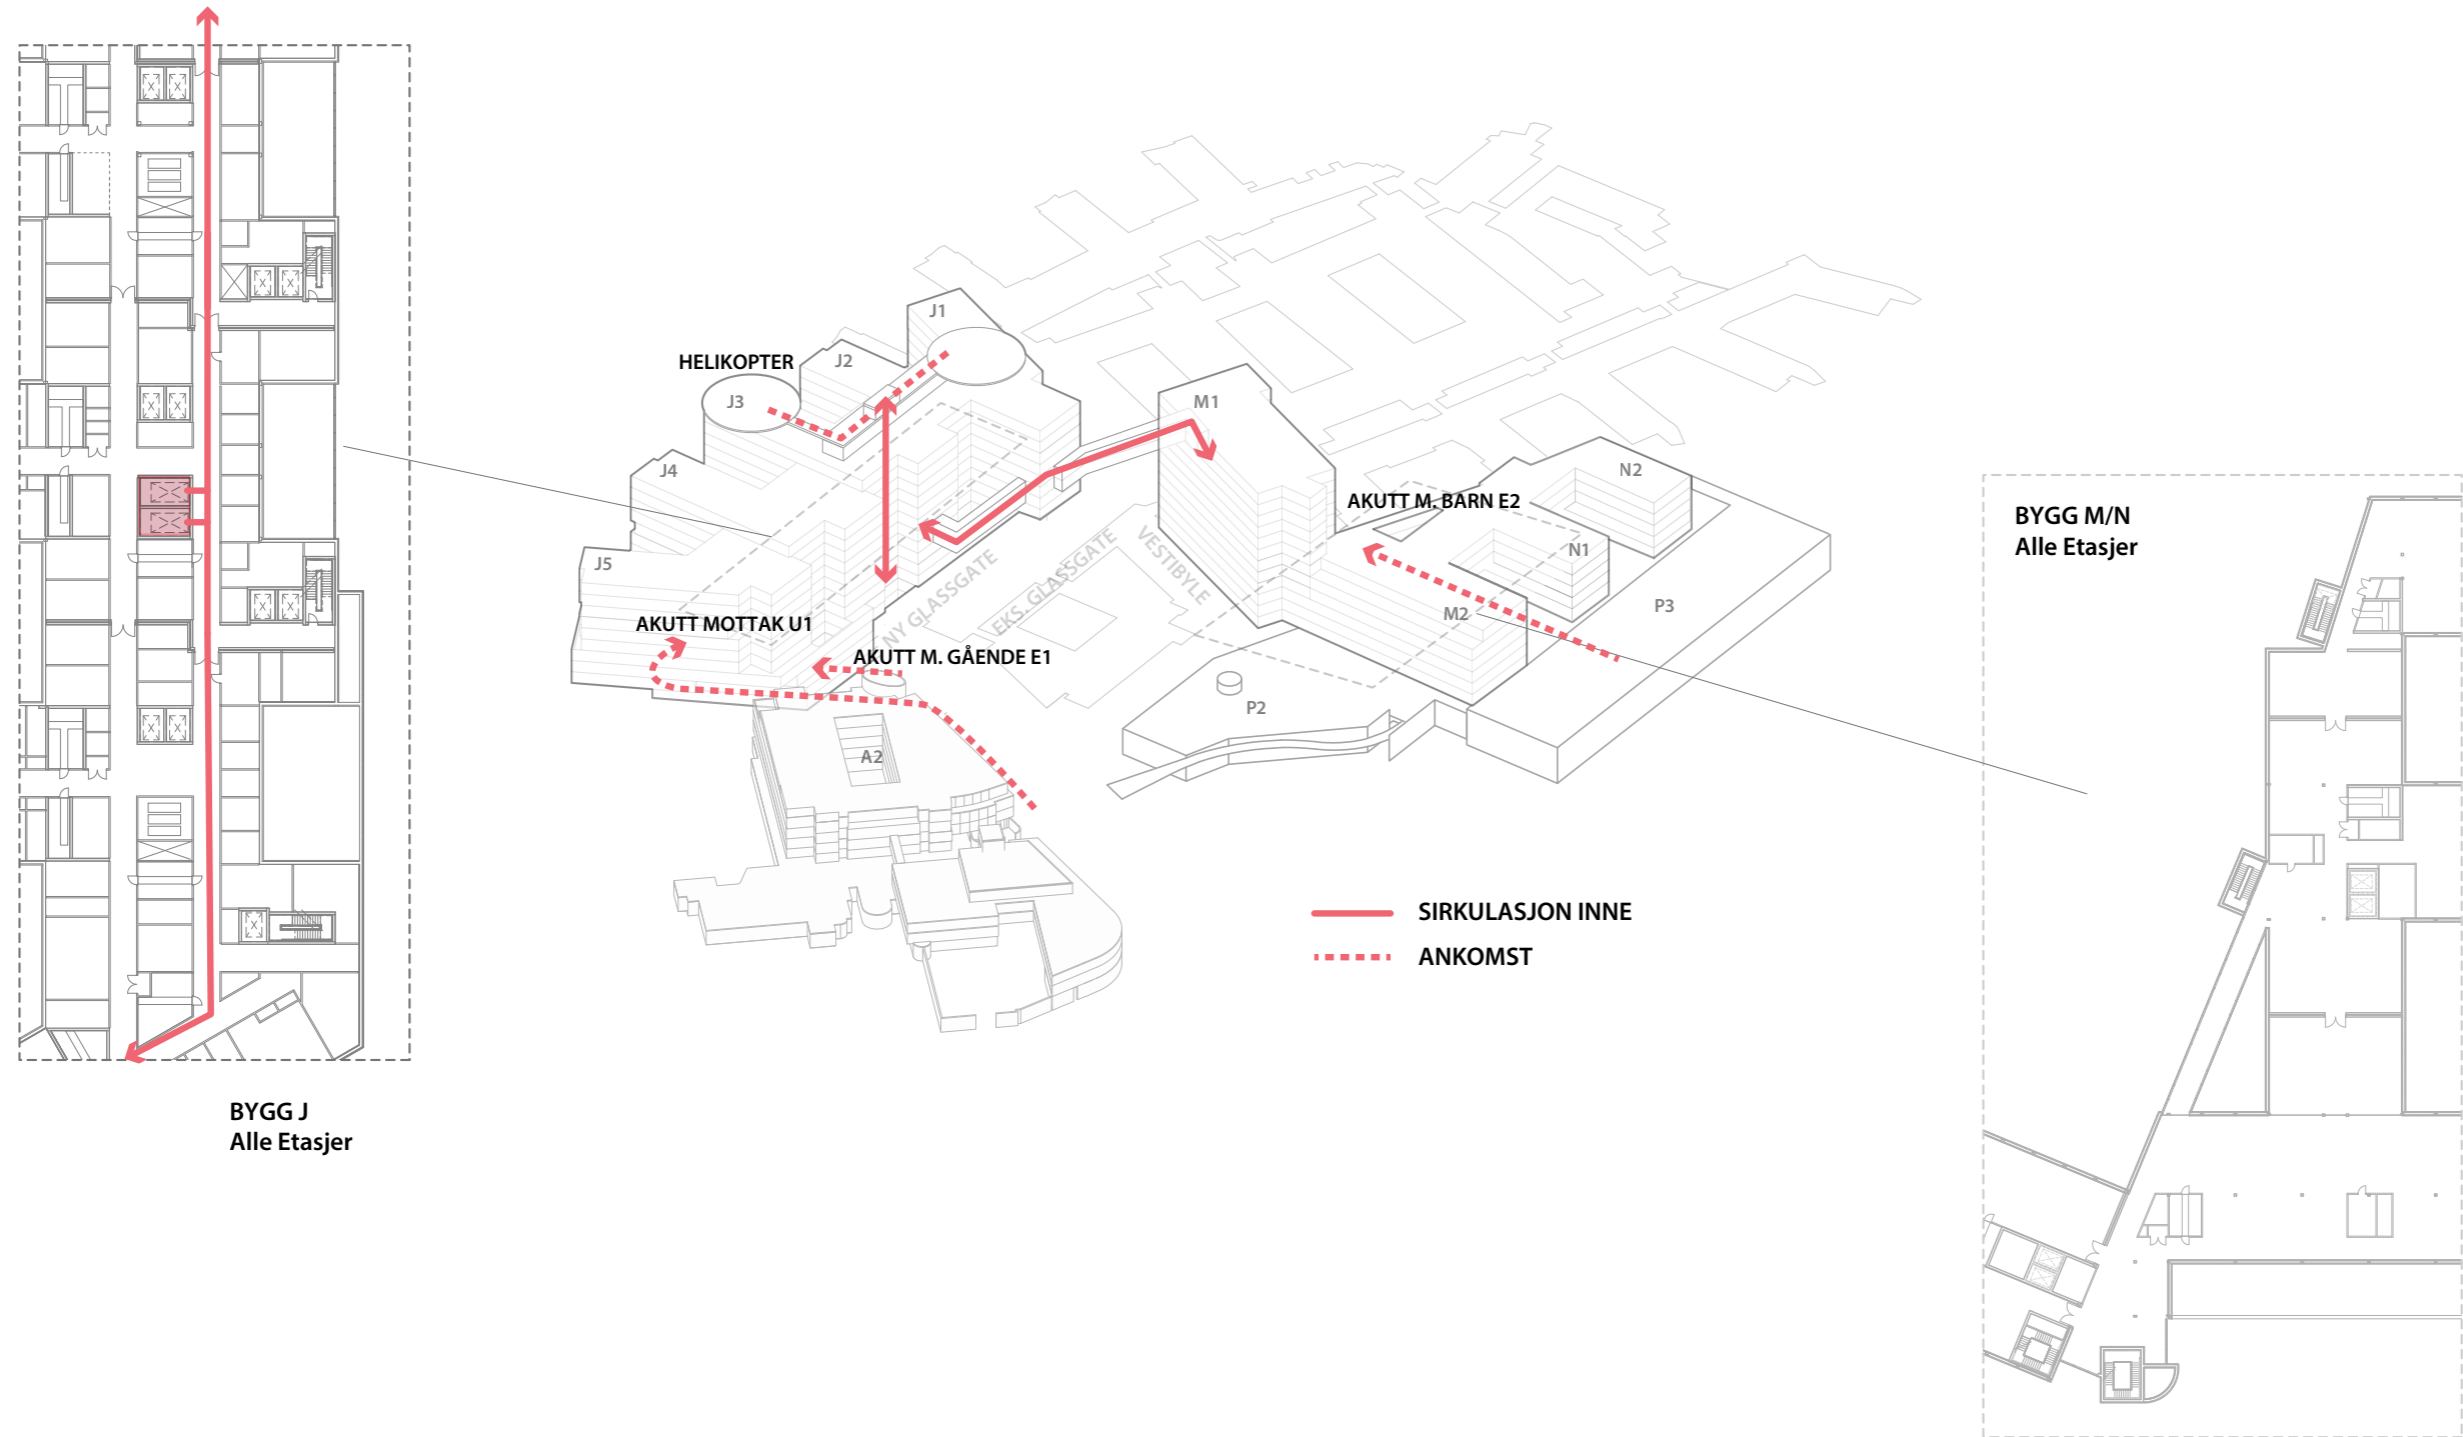 J1
J2
HELIKOPTER
J3
M1
J4
N2
AKUTT M. BARN E2
BYGG M/N
Alle Etasjer
J5
NY GLASSGATE
EKS. GLASSGATE
VESTIBYLE
N1
P3
M2
AKUTT MOTTAK U1
AKUTT M. GÅENDE E1
P2
A2
SIRKULASJON INNE
ANKOMST
BYGG J
Alle Etasjer